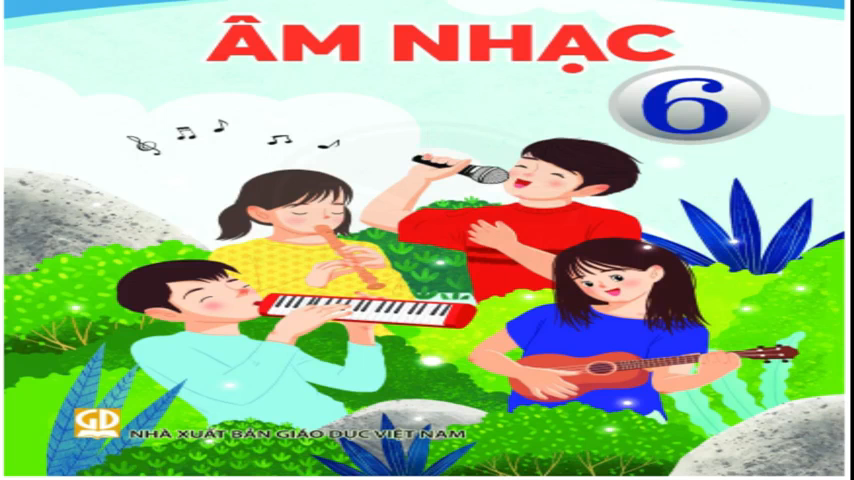 ÂM NHẠC
6
GD
NHÀ XUẤT BẢN GIÁO DỤC VIỆT NAM